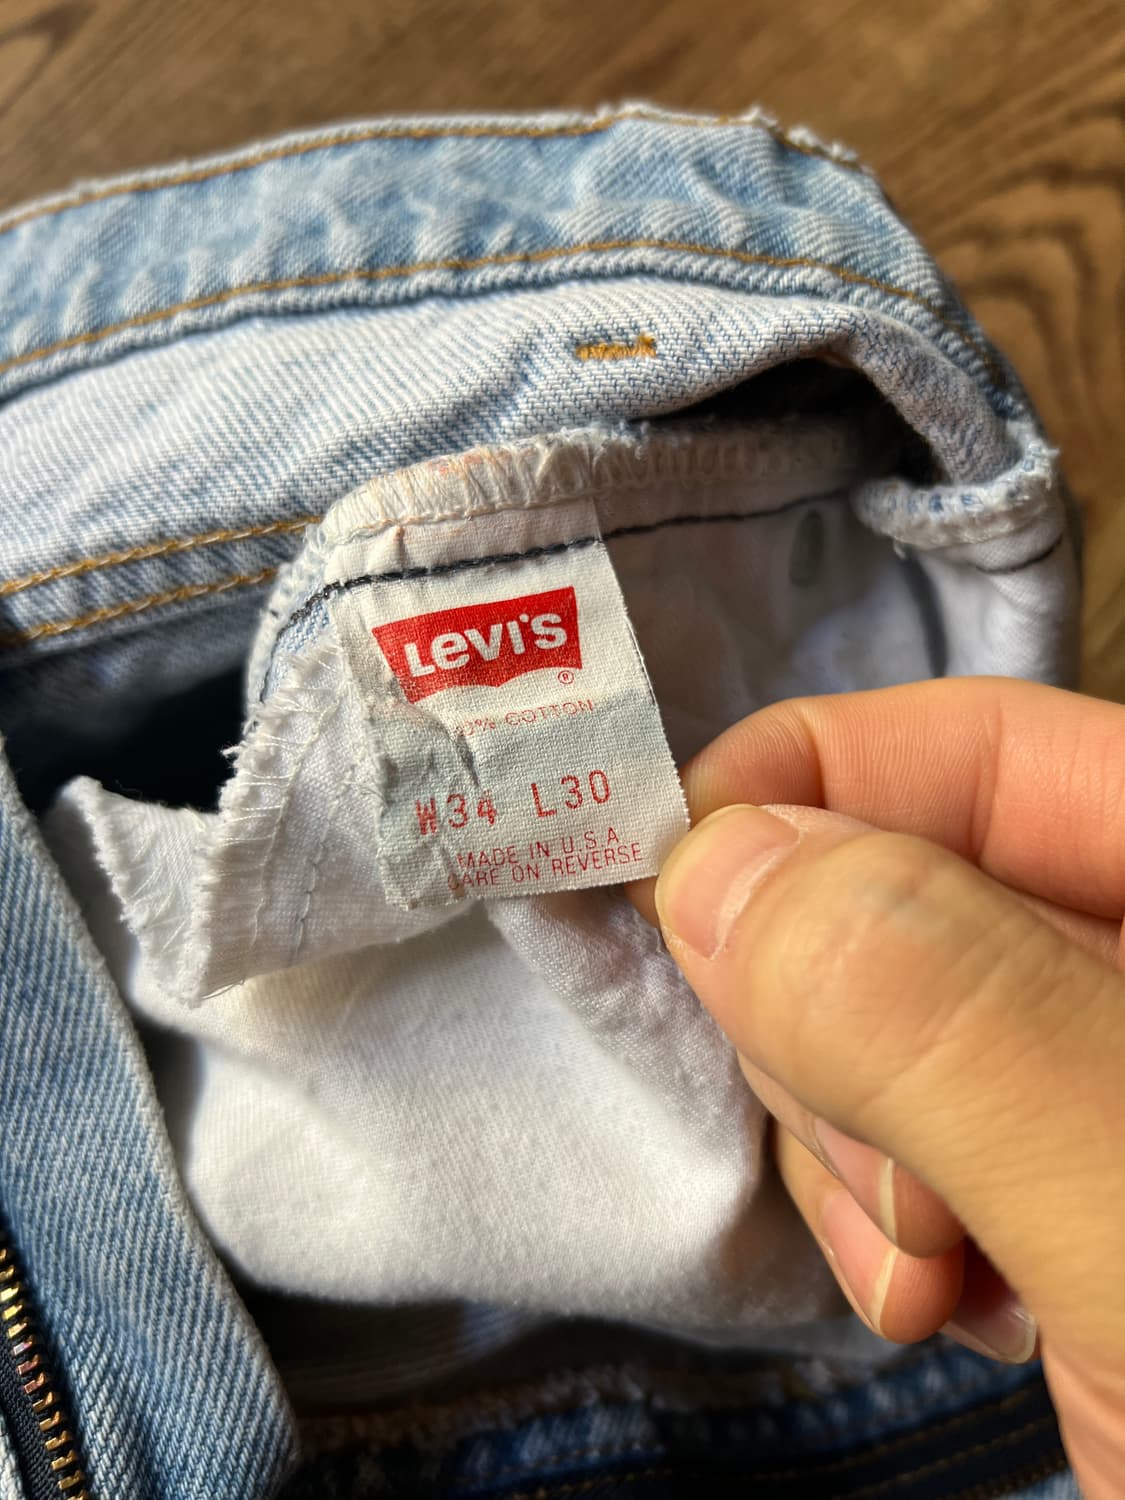 LEVI'S
®
COTTON
W34 L30
MADE IN U.S.A
CARE ON REVERSE